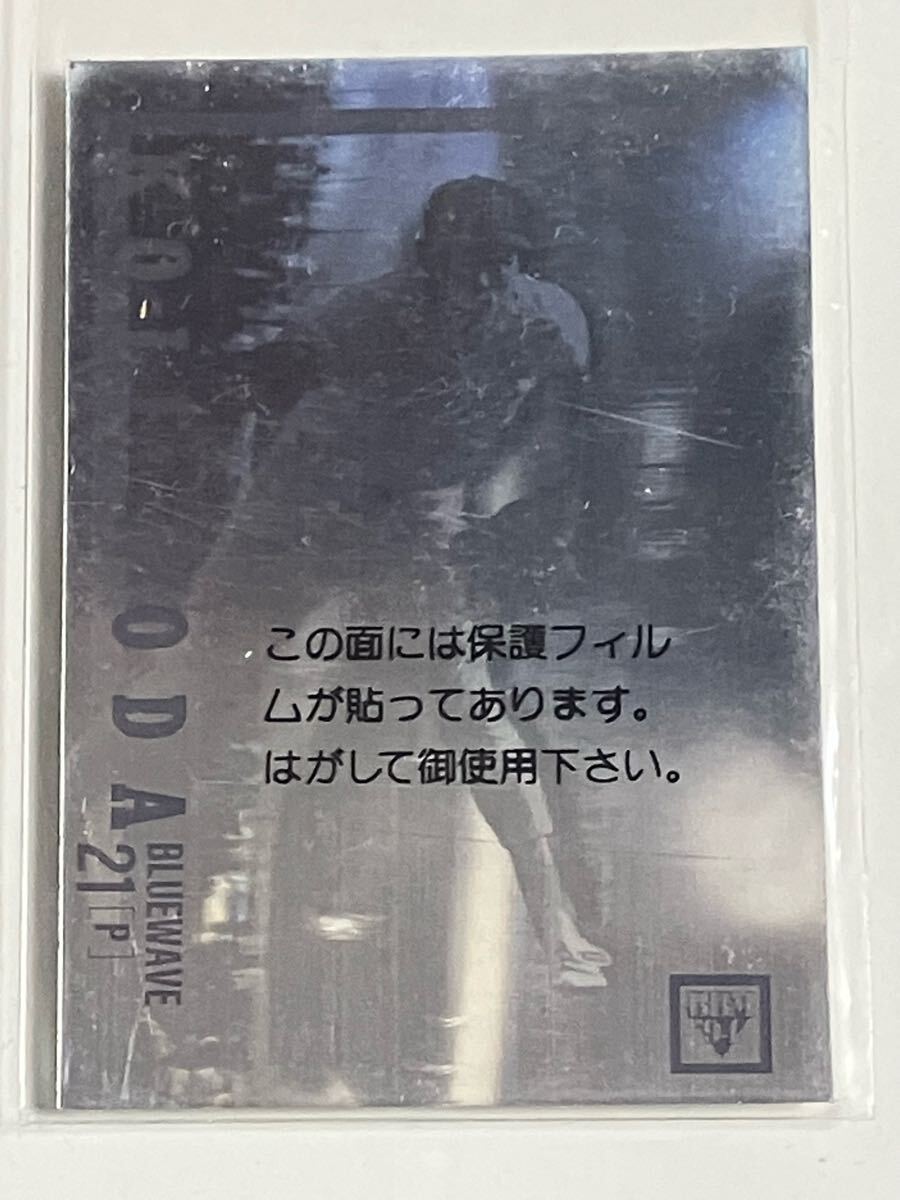 この面には保護フィル
ムが貼ってあります。
はがして御使用下さい。
ODA
BLUEWAVE
21[P]